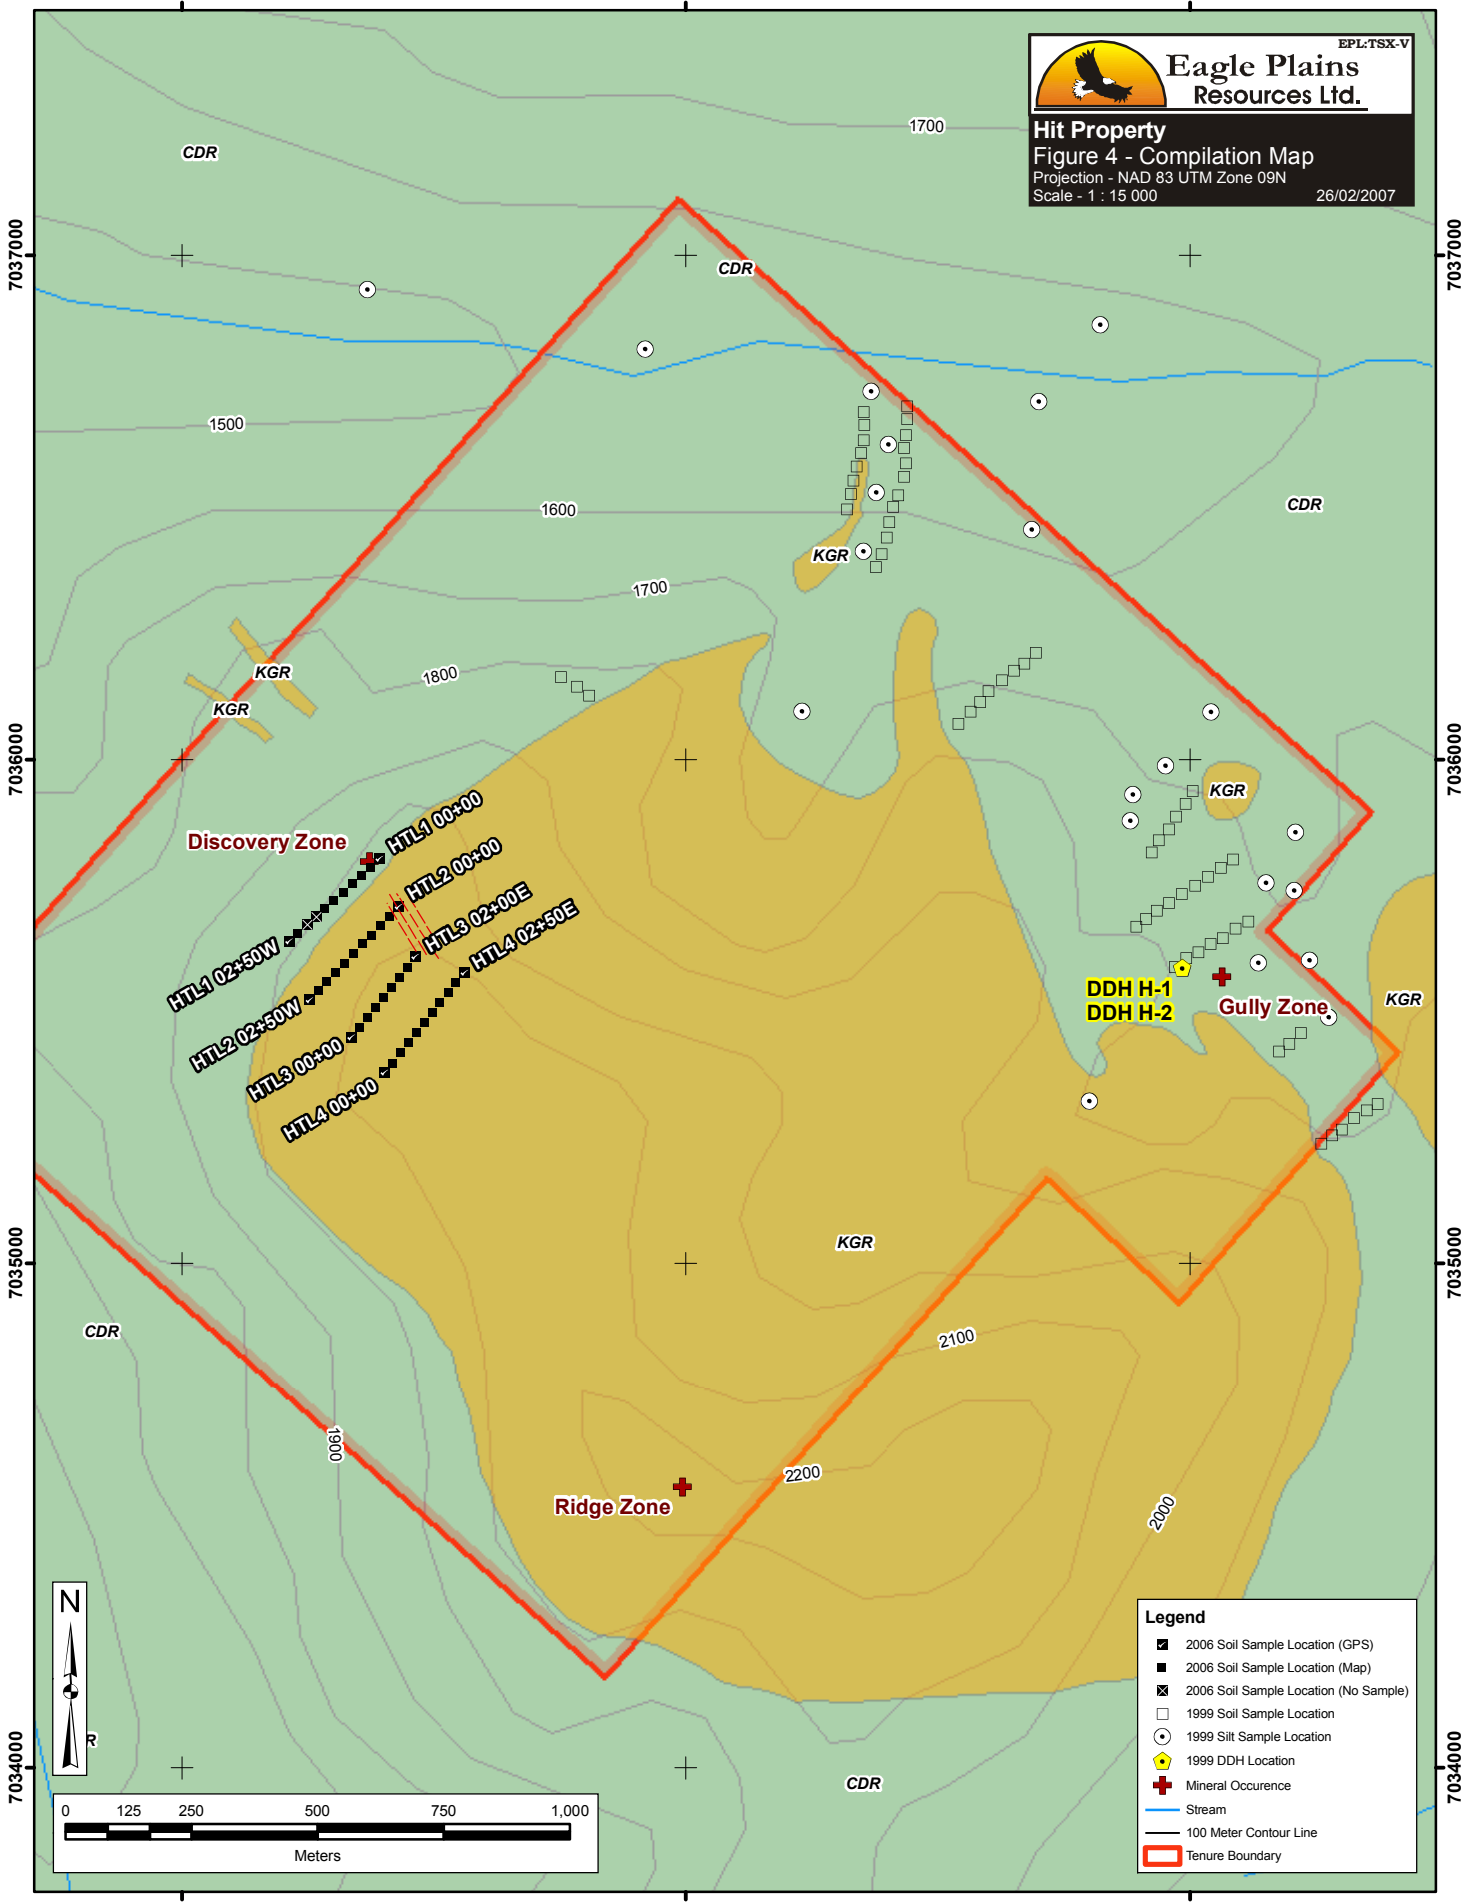 EPL:TSX-V
Eagle Plains
Resources Ltd.
Hit Property
Figure 4 - Compilation Map
Projection - NAD 83 UTM Zone 09N
Scale - 1 : 15 000 26/02/2007
1700
CDR
7037000
7037000
CDR
1500
CDR
1600
KGR
1700
KGR
1800
KGR
7036000
7036000
KGR
HTL1 00+00
Discovery Zone
HTL2 00+00
HTL3 02+00E
HTL4 02+50E
HTL1 02+50W
DDH H-1
DDH H-2
Gully Zone
KGR
HTL2 02+50W
HTL3 00+00
HTL4 00+00
KGR
7035000
7035000
CDR
2100
1900
2200
Ridge Zone
2000
N
R
CDR
7034000
7034000
0 125 250 500 750 1,000
Meters
Legend
2006 Soil Sample Location (GPS)
2006 Soil Sample Location (Map)
2006 Soil Sample Location (No Sample)
1999 Soil Sample Location
1999 Silt Sample Location
1999 DDH Location
Mineral Occurence
Stream
100 Meter Contour Line
Tenure Boundary